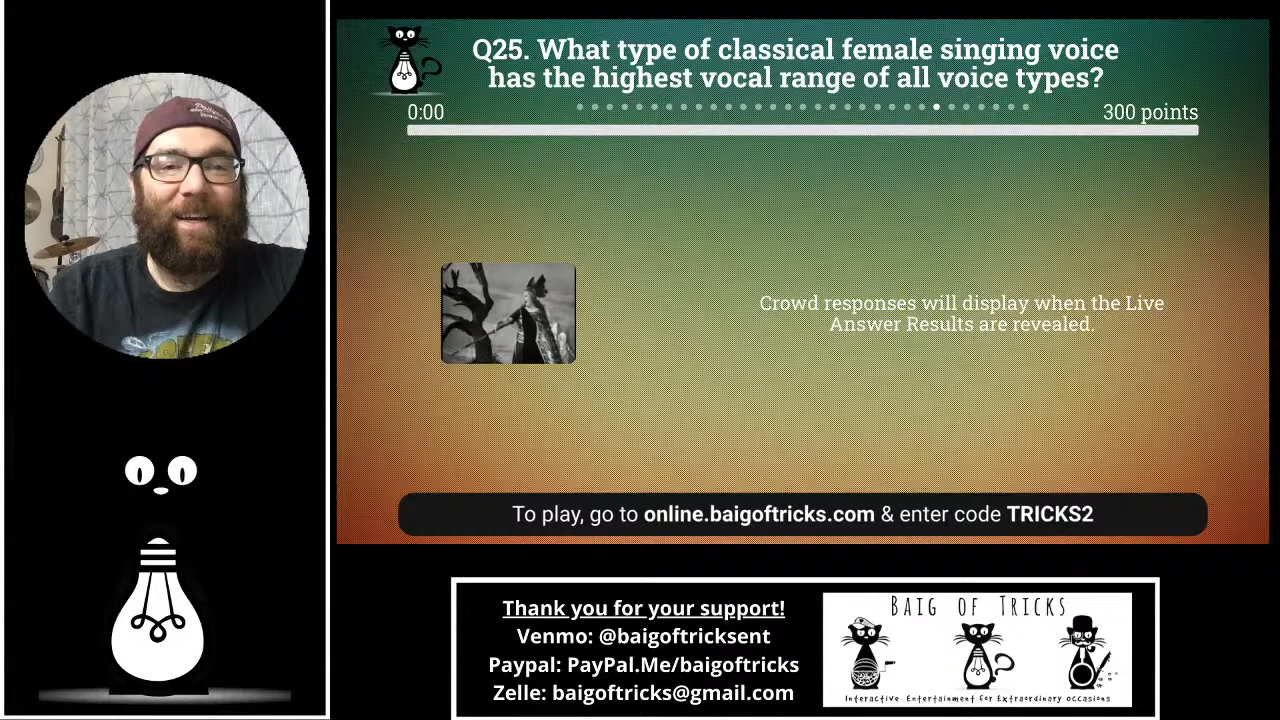 Q25. What type of classical female singing voice
has the highest vocal range of all voice types?
0:00
300 points
Crowd responses will display when the Live
Answer Results are revealed.
To play, go to online.baigoftricks.com & enter code TRICKS2
Thank you for your support!
Venmo: @baigoftricksent
Paypal: PayPal.Me/baigoftricks
Zelle: baigoftricks@gmail.com
BAIG OF TRICKS
Interactive Entertainment for Extraordinary occasions